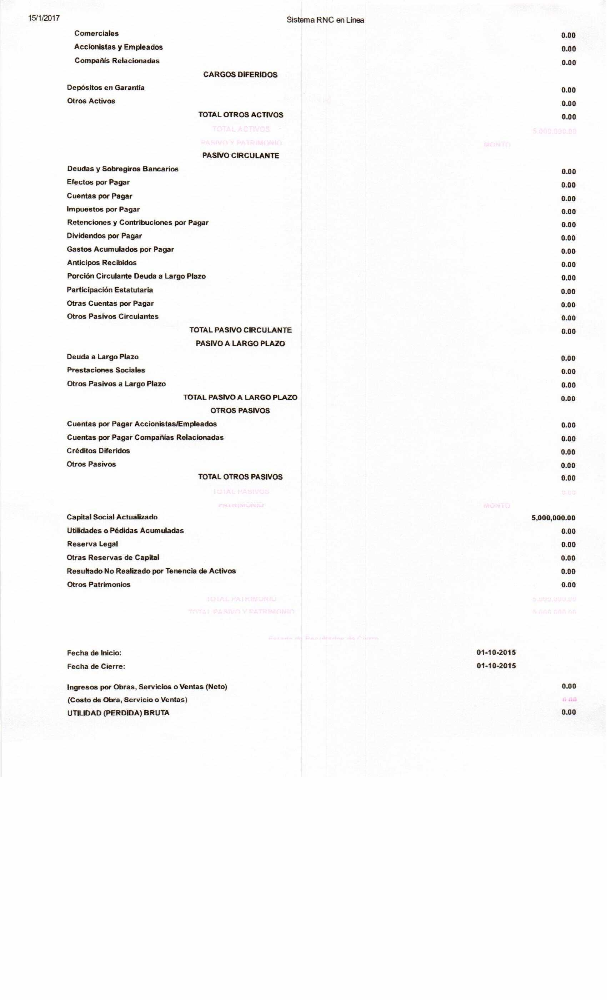 15/1/2017 Sistema RNC en Línea
Comerciales 0.00
Accionistas y Empleados 0.00
Compañís Relacionadas 0.00
CARGOS DIFERIDOS
Depósitos en Garantía 0.00
Otros Activos 0.00
TOTAL OTROS ACTIVOS 0.00
TOTAL ACTIVOS 5,000,000.00
PASIVO Y PATRIMONIO MONTO
PASIVO CIRCULANTE
Deudas y Sobregiros Bancarios 0.00
Efectos por Pagar 0.00
Cuentas por Pagar 0.00
Impuestos por Pagar 0.00
Retenciones y Contribuciones por Pagar 0.00
Dividendos por Pagar 0.00
Gastos Acumulados por Pagar 0.00
Anticipos Recibidos 0.00
Porción Circulante Deuda a Largo Plazo 0.00
Participación Estatutaria 0.00
Otras Cuentas por Pagar 0.00
Otros Pasivos Circulantes 0.00
TOTAL PASIVO CIRCULANTE 0.00
PASIVO A LARGO PLAZO
Deuda a Largo Plazo 0.00
Prestaciones Sociales 0.00
Otros Pasivos a Largo Plazo 0.00
TOTAL PASIVO A LARGO PLAZO 0.00
OTROS PASIVOS
Cuentas por Pagar Accionistas/Empleados 0.00
Cuentas por Pagar Compañías Relacionadas 0.00
Créditos Diferidos 0.00
Otros Pasivos 0.00
TOTAL OTROS PASIVOS 0.00
TOTAL PASIVOS 0.00
PATRIMONIO MONTO
Capital Social Actualizado 5,000,000.00
Utilidades o Pédidas Acumuladas 0.00
Reserva Legal 0.00
Otras Reservas de Capital 0.00
Resultado No Realizado por Tenencia de Activos 0.00
Otros Patrimonios 0.00
TOTAL PATRIMONIO 5,000,000.00
TOTAL PASIVO Y PATRIMONIO 5,000,000.00
Estado de Resultados de Cierre
Fecha de Inicio: 01-10-2015
Fecha de Cierre: 01-10-2015
Ingresos por Obras, Servicios o Ventas (Neto) 0.00
(Costo de Obra, Servicio o Ventas) 0.00
UTILIDAD (PERDIDA) BRUTA 0.00